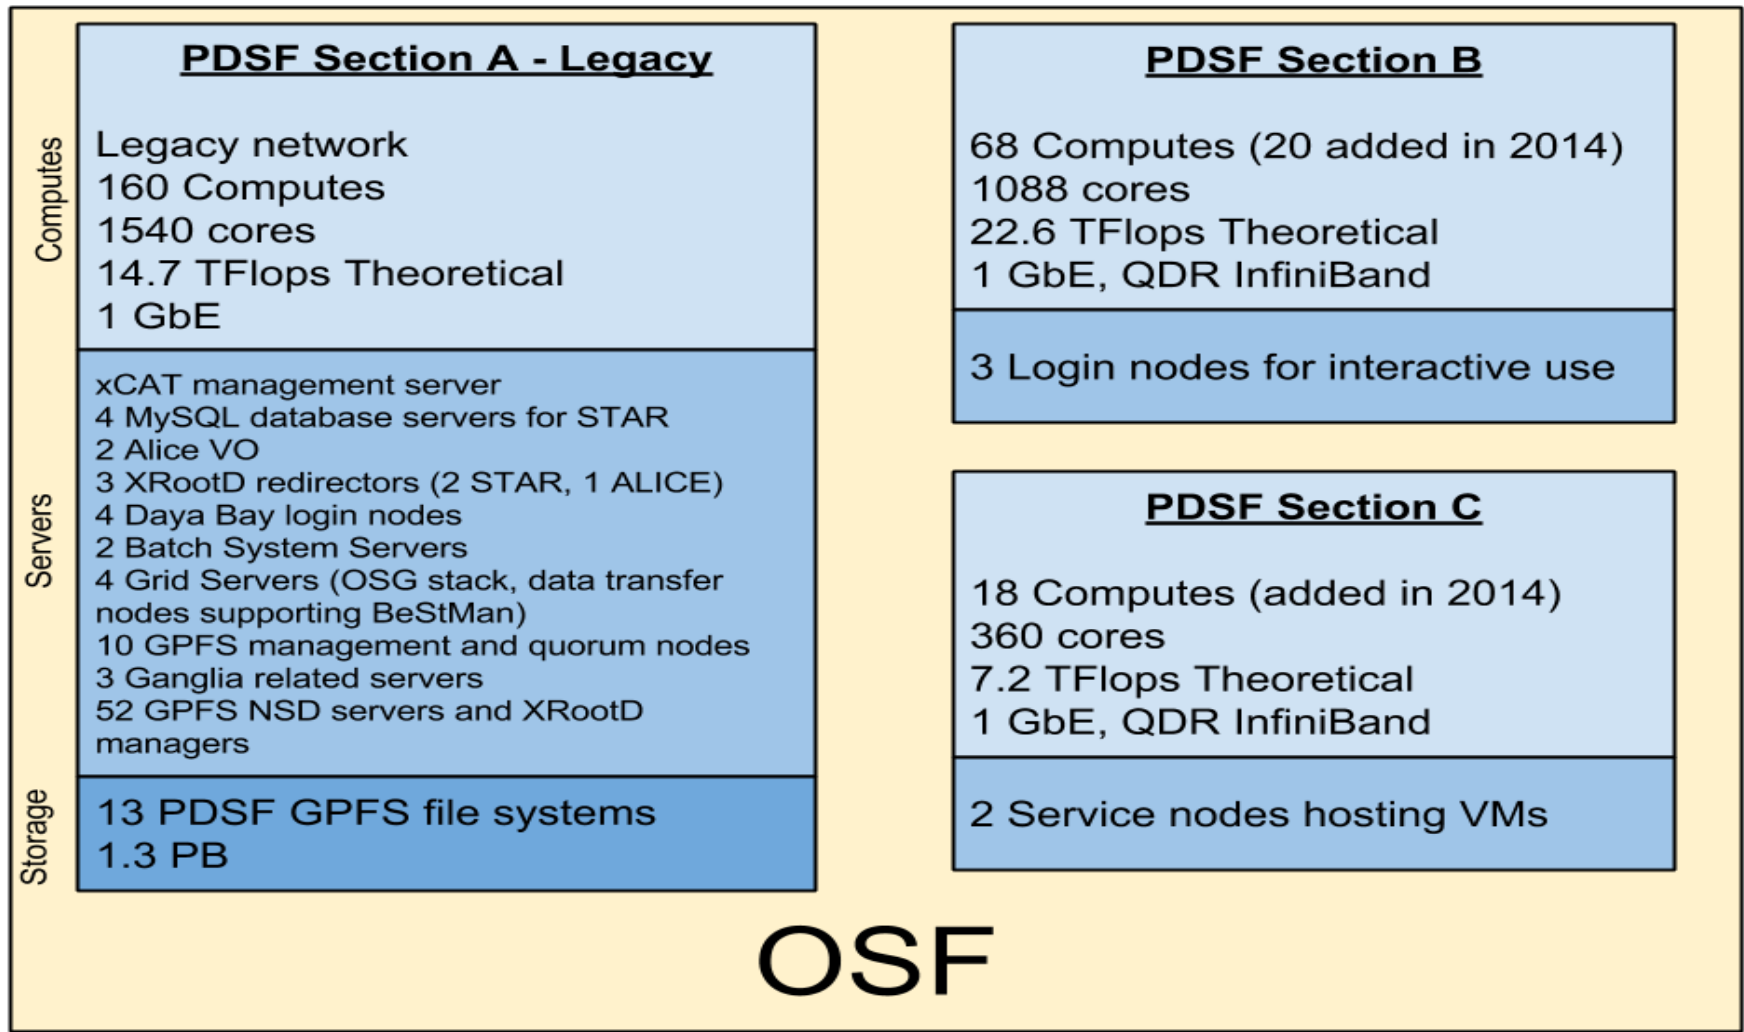 PDSF Section A - Legacy
Computes
Legacy network
160 Computes
1540 cores
14.7 TFlops Theoretical
1 GbE
Servers
xCAT management server
4 MySQL database servers for STAR
2 Alice VO
3 XRootD redirectors (2 STAR, 1 ALICE)
4 Daya Bay login nodes
2 Batch System Servers
4 Grid Servers (OSG stack, data transfer
nodes supporting BeStMan)
10 GPFS management and quorum nodes
3 Ganglia related servers
52 GPFS NSD servers and XRootD
managers
Storage
13 PDSF GPFS file systems
1.3 PB
PDSF Section B
68 Computes (20 added in 2014)
1088 cores
22.6 TFlops Theoretical
1 GbE, QDR InfiniBand
3 Login nodes for interactive use
PDSF Section C
18 Computes (added in 2014)
360 cores
7.2 TFlops Theoretical
1 GbE, QDR InfiniBand
2 Service nodes hosting VMs
OSF